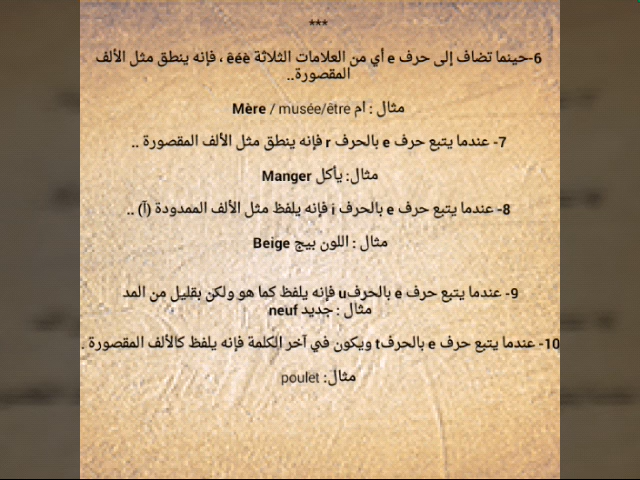 ***
6-حينما تضاف إلى حرف e أي من العلامات الثلاثة êéè ، فإنه ينطق مثل الألف
المقصورة..
مثال : ام Mère / musée/être
7- عندما يتبع حرف e بالحرف r فإنه ينطق مثل الألف المقصورة ..
مثال: يأكل Manger
8- عندما يتبع حرف e بالحرف i فإنه يلفظ مثل الألف الممدودة (آ) ..
مثال : اللون بيج Beige
9- عندما يتبع حرف e بالحرفu فإنه يلفظ كما هو ولكن بقليل من المد
مثال : جديد neuf
10- عندما يتبع حرف e بالحرفt ويكون في آخر الكلمة فإنه يلفظ كالألف المقصورة .
مثال: poulet